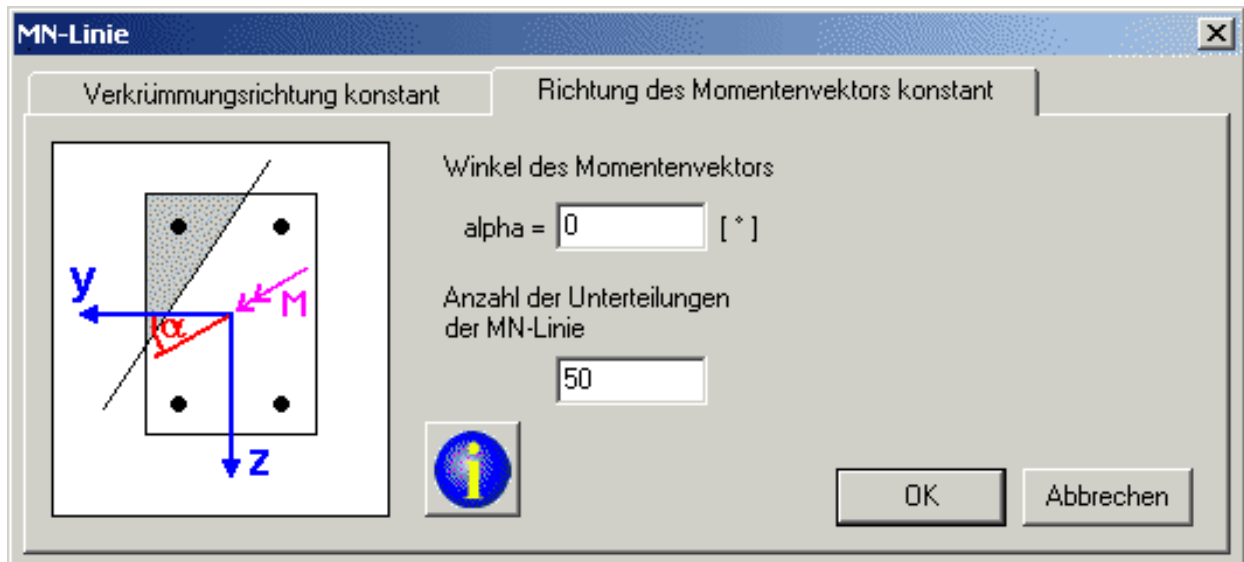 MN-Linie
Verkrümmungsrichtung konstant
Richtung des Momentenvektors konstant
Winkel des Momentenvektors
alpha = 0 [ ° ]
y
M
α
Anzahl der Unterteilungen
der MN-Linie
50
z
i
OK
Abbrechen